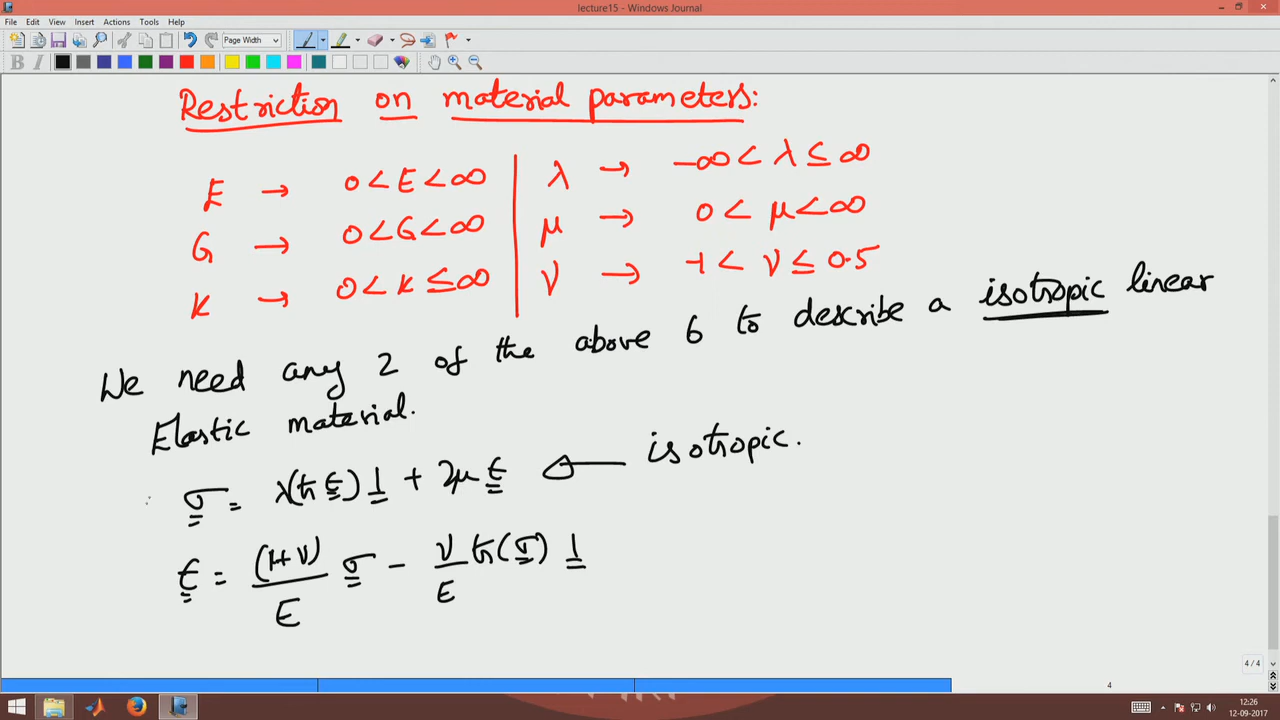 lecture15 - Windows Journal
File Edit View Insert Actions Tools Help
Page Width
B I
Restriction on material parameters:
E → 0 < E < ∞
G → 0 < G < ∞
K → 0 < K ≤ ∞
λ → -∞ < λ ≤ ∞
μ → 0 < μ < ∞
ν → -1 < ν ≤ 0.5
We need any 2 of the above 6 to describe a isotropic linear
Elastic material.
σ = λ(tr ϵ) 1 + 2μ ϵ ← isotropic.
ϵ = (1+ν)/E σ - ν/E tr(σ) 1
4 / 4
4
12:26
12-09-2017